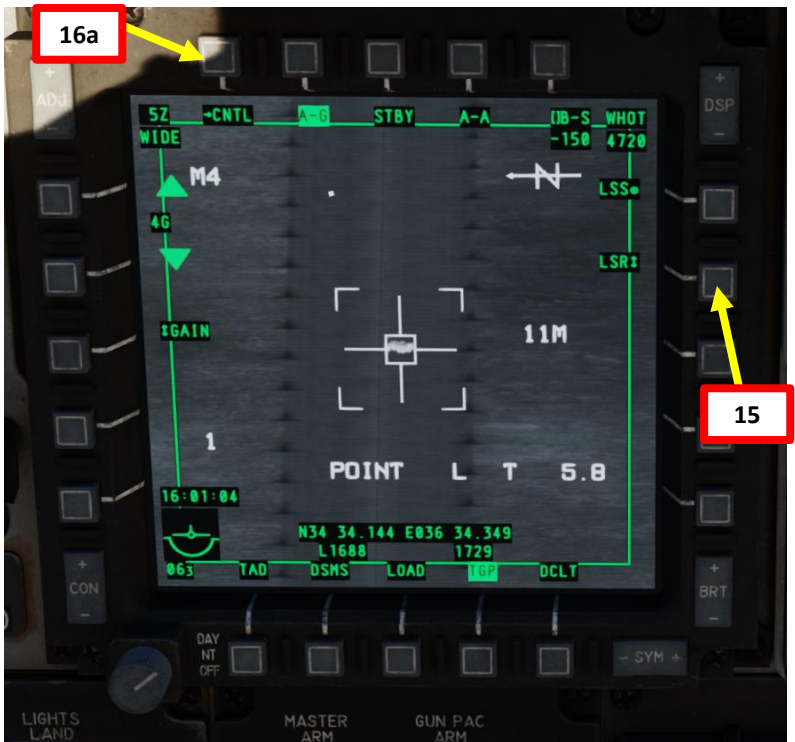 16a
ADJ
DSP
5Z →CNTL A-G STBY A-A []B-S WHOT
WIDE -150 4720
M4 N LSS●
4G
LSR↕
↕GAIN 11M
15
1
POINT L T 5.8
16:01:04
N34 34.144 E036 34.349
L1688 1729
063 TAD DSMS LOAD TGP DCLT
CON
BRT
DAY
NT
OFF
- SYM +
LIGHTS
LAND
MASTER
ARM
GUN PAC
ARM